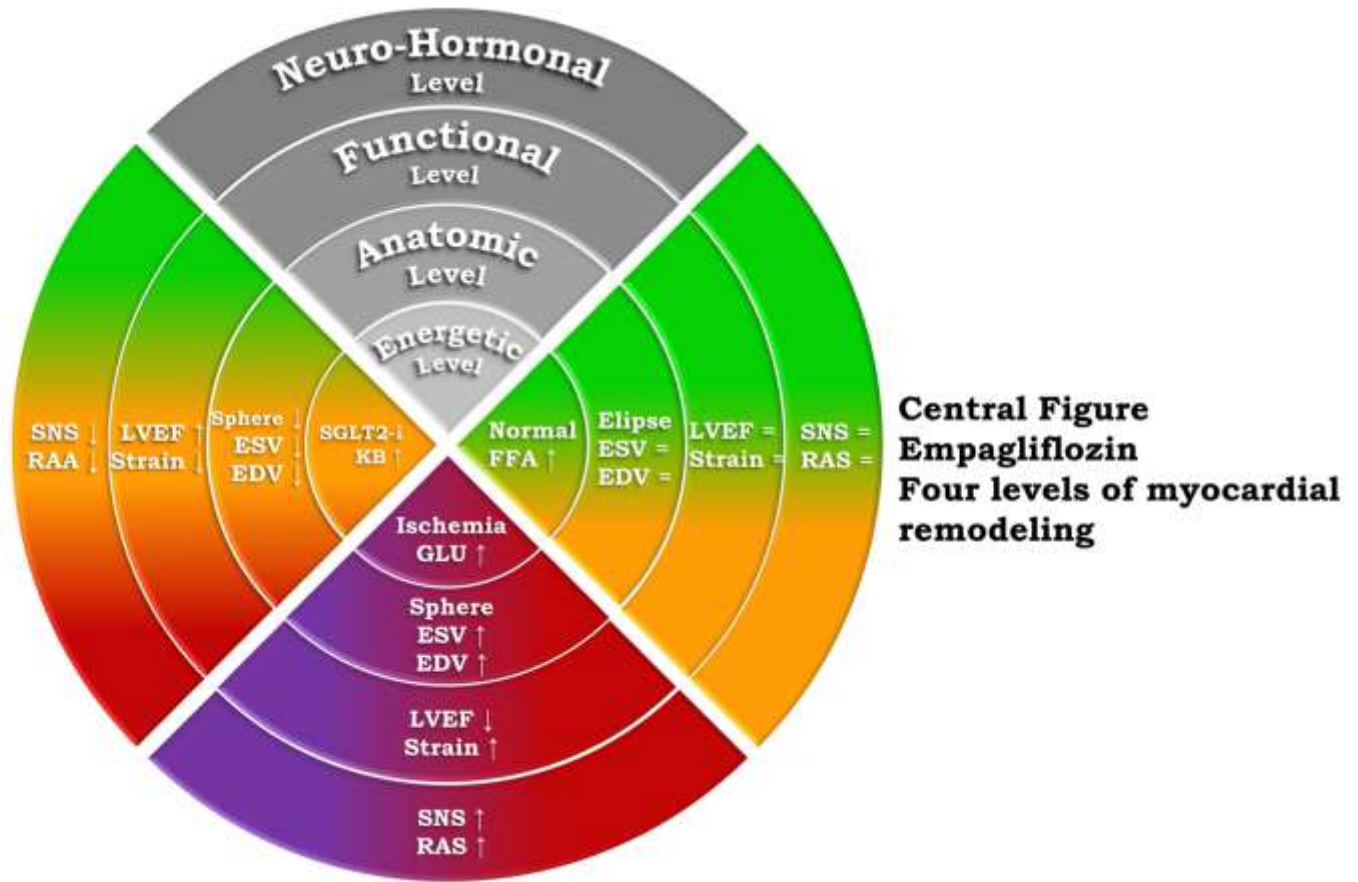 Neuro-Hormonal
Level
Functional
Level
Anatomic
Level
Energetic
Level
SNS ↓
RAA ↓
LVEF ↑
Strain ↓
Sphere ↓
ESV ↓
EDV ↓
SGLT2-i
KB ↑
Normal
FFA ↑
Elipse
ESV =
EDV =
LVEF =
Strain =
SNS =
RAS =
Ischemia
GLU ↑
Sphere
ESV ↑
EDV ↑
LVEF ↓
Strain ↑
SNS ↑
RAS ↑
Central Figure
Empagliflozin
Four levels of myocardial
remodeling